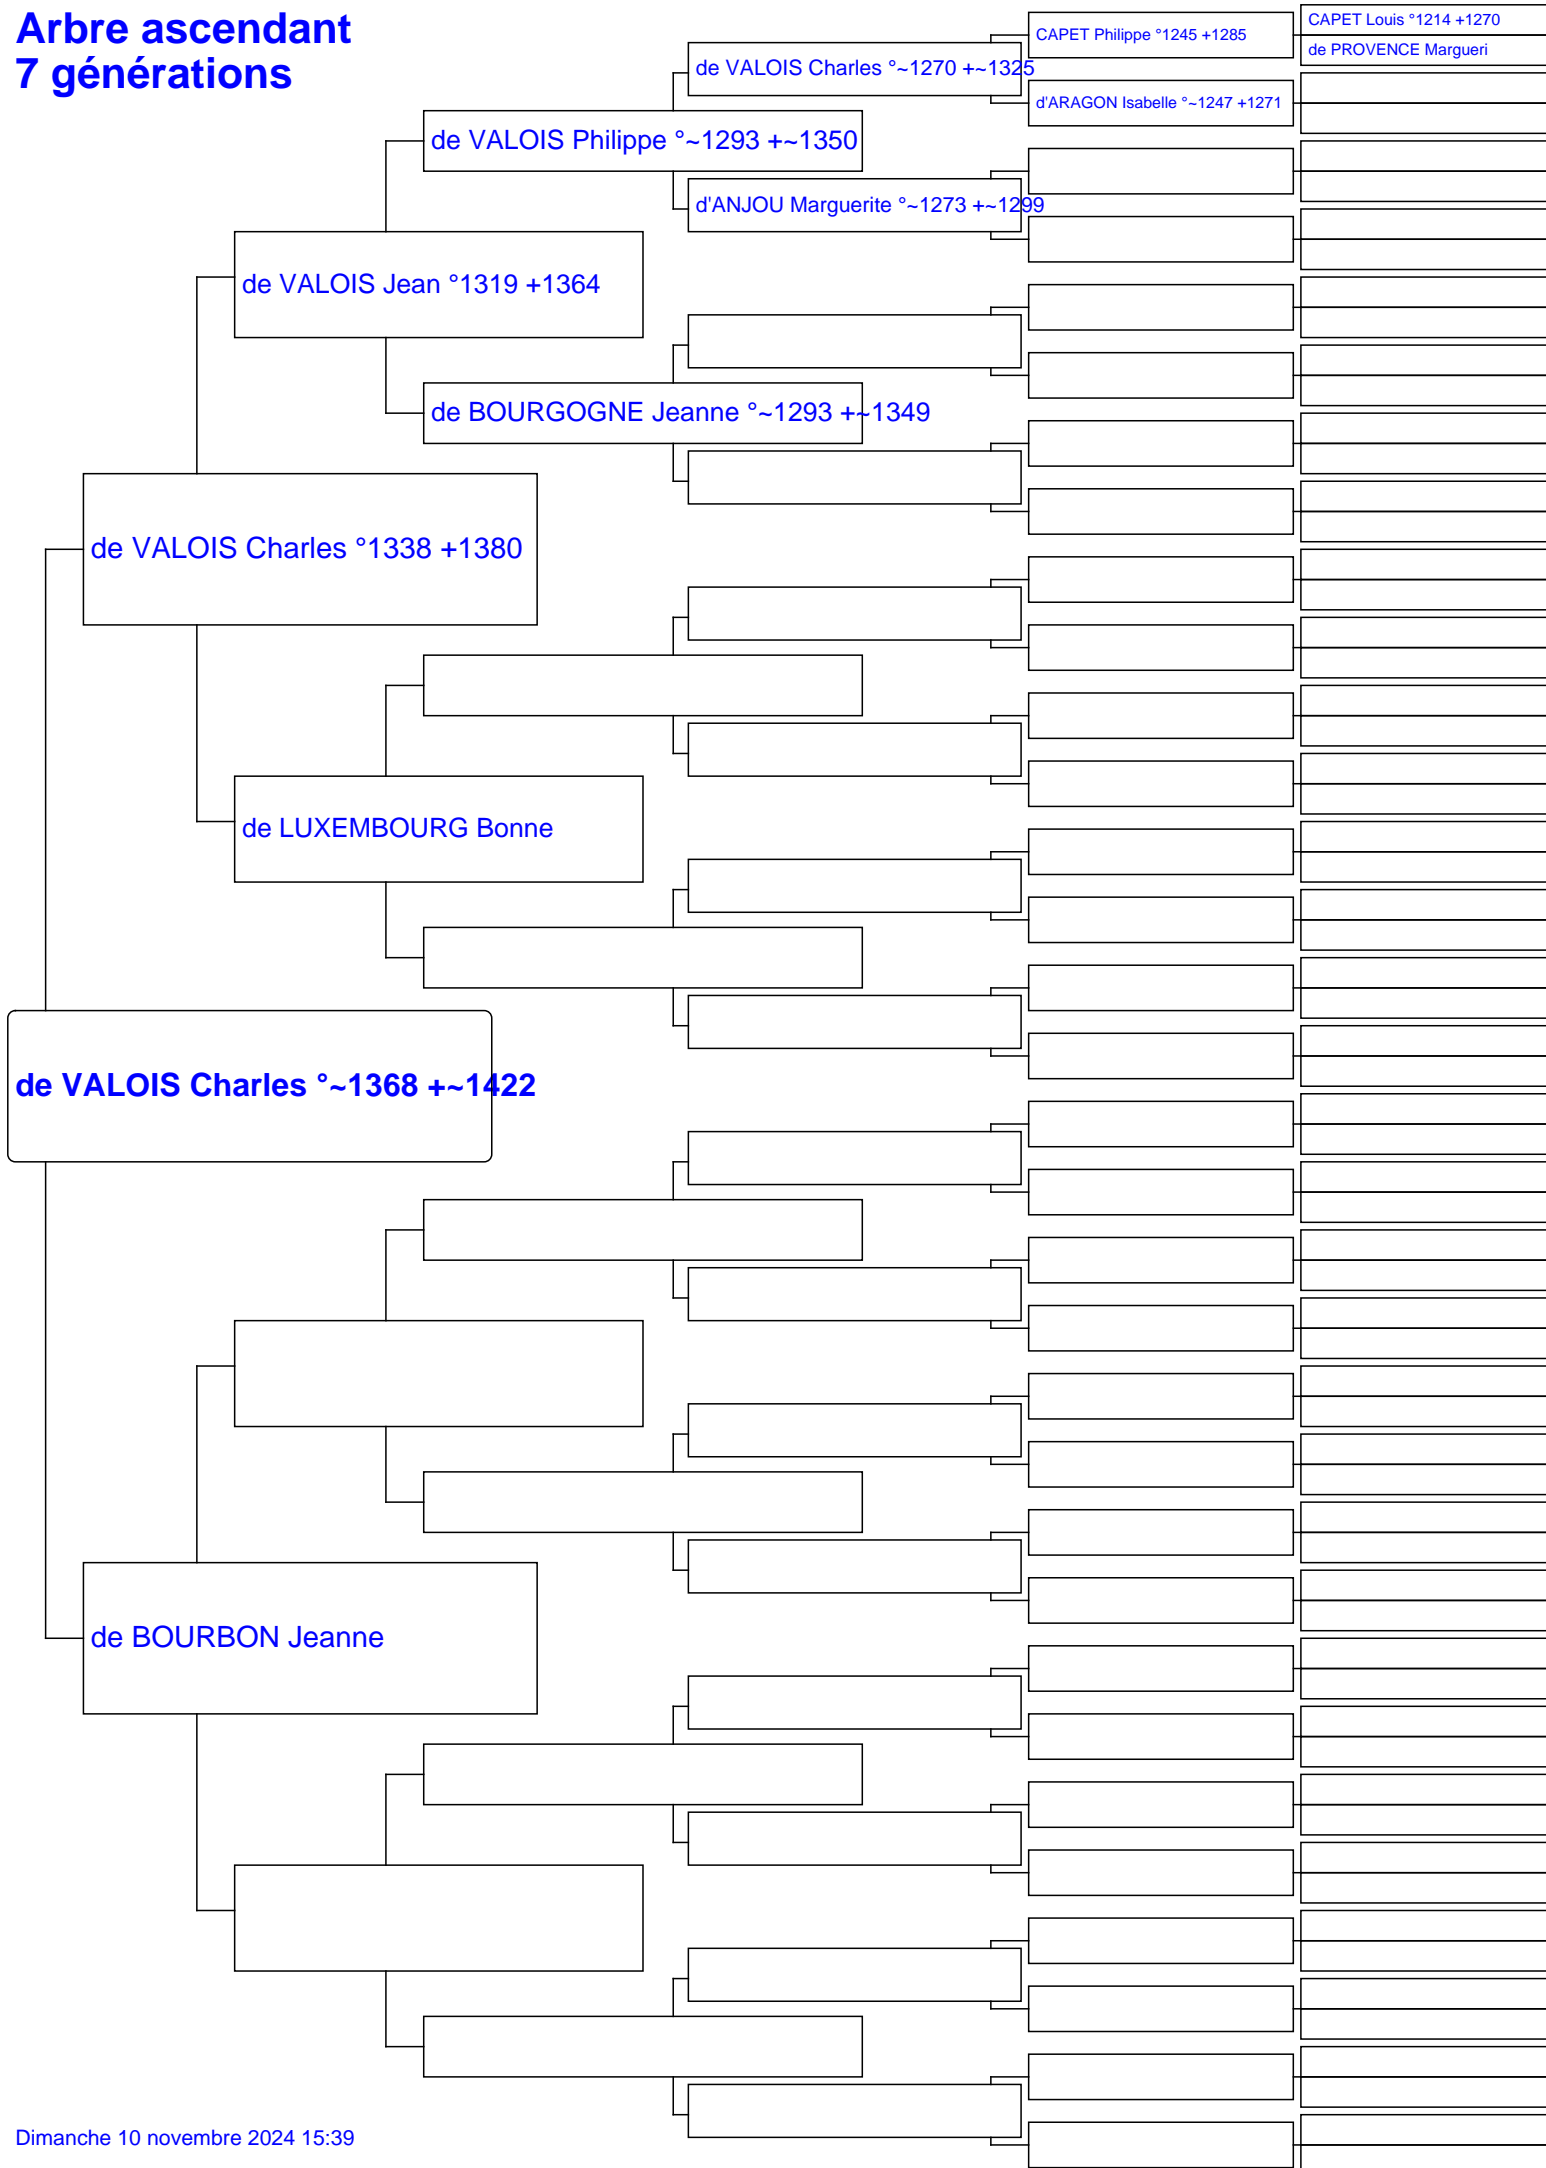 Arbre ascendant
7 générations
CAPET Louis °1214 +1270
CAPET Philippe °1245 +1285
de PROVENCE Margueri
de VALOIS Charles °~1270 +~1325
d'ARAGON Isabelle °~1247 +1271
de VALOIS Philippe °~1293 +~1350
d'ANJOU Marguerite °~1273 +~1299
de VALOIS Jean °1319 +1364
de BOURGOGNE Jeanne °~1293 +~1349
de VALOIS Charles °1338 +1380
de LUXEMBOURG Bonne
de VALOIS Charles °~1368 +~1422
de BOURBON Jeanne
Dimanche 10 novembre 2024 15:39